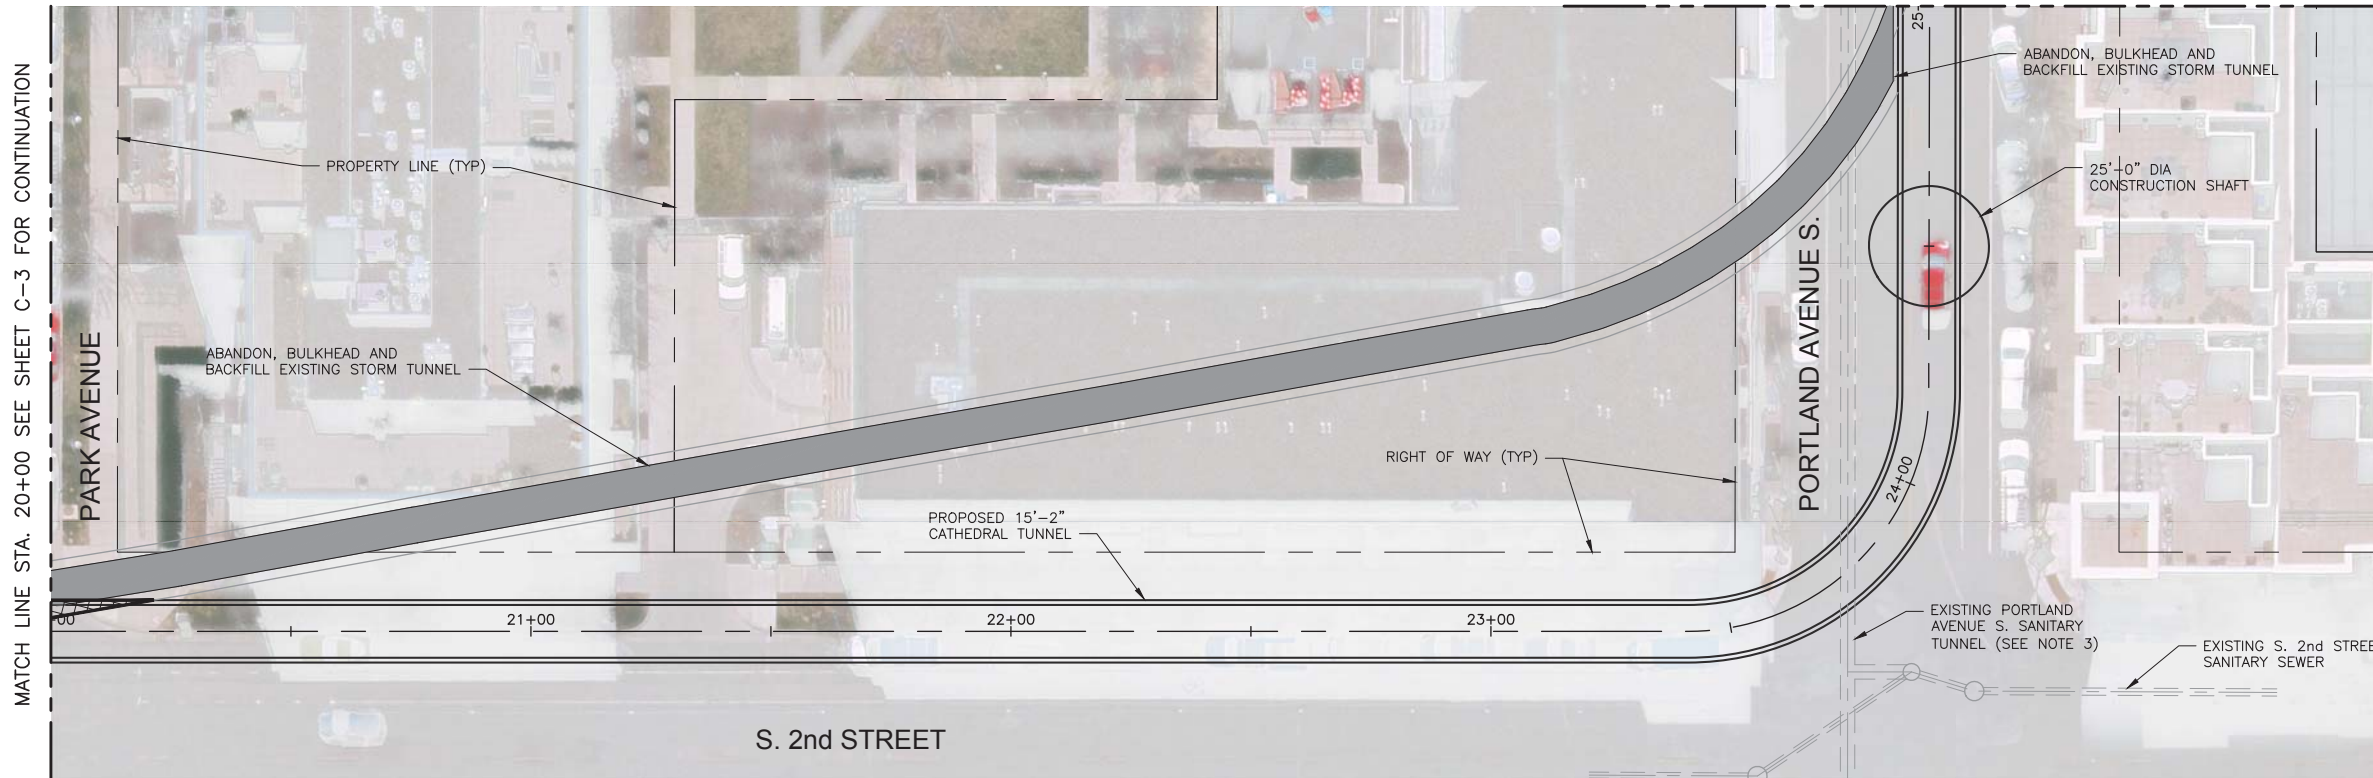 MATCH LINE STA. 20+00 SEE SHEET C-3 FOR CONTINUATION
PARK AVENUE
PROPERTY LINE (TYP)
ABANDON, BULKHEAD AND
BACKFILL EXISTING STORM TUNNEL
PROPOSED 15'-2"
CATHEDRAL TUNNEL
RIGHT OF WAY (TYP)
PORTLAND AVENUE S.
25-
ABANDON, BULKHEAD AND
BACKFILL EXISTING STORM TUNNEL
25'-0" DIA
CONSTRUCTION SHAFT
24+00
00
21+00
22+00
23+00
EXISTING PORTLAND
AVENUE S. SANITARY
TUNNEL (SEE NOTE 3)
EXISTING S. 2nd STREE
SANITARY SEWER
S. 2nd STREET